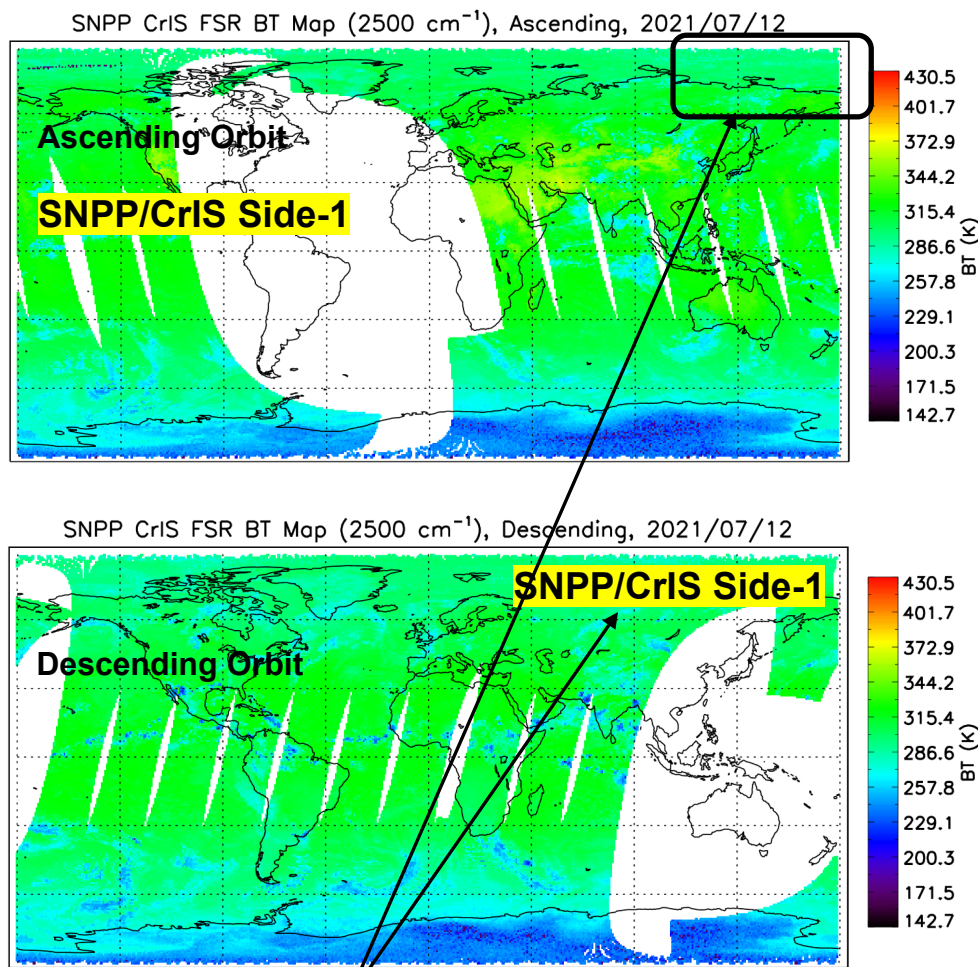 SNPP CrIS FSR BT Map (2500 cm⁻¹), Ascending, 2021/07/12
Ascending Orbit
SNPP/CrIS Side-1
430.5
401.7
372.9
344.2
315.4
286.6
257.8
229.1
200.3
171.5
142.7
BT (K)
SNPP CrIS FSR BT Map (2500 cm⁻¹), Descending, 2021/07/12
SNPP/CrIS Side-1
Descending Orbit
430.5
401.7
372.9
344.2
315.4
286.6
257.8
229.1
200.3
171.5
142.7
BT (K)